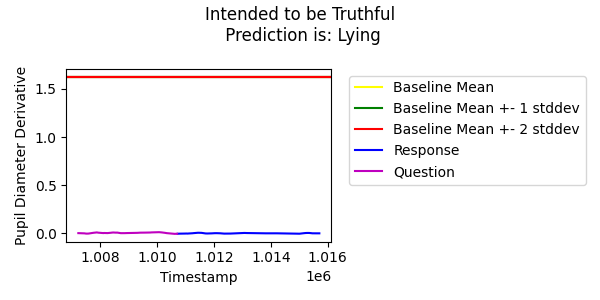 Intended to be Truthful
Prediction is: Lying
Pupil Diameter Derivative
1.5
1.0
0.5
0.0
1.008
1.010
1.012
1.014
1.016
1e6
Timestamp
Baseline Mean
Baseline Mean +- 1 stddev
Baseline Mean +- 2 stddev
Response
Question